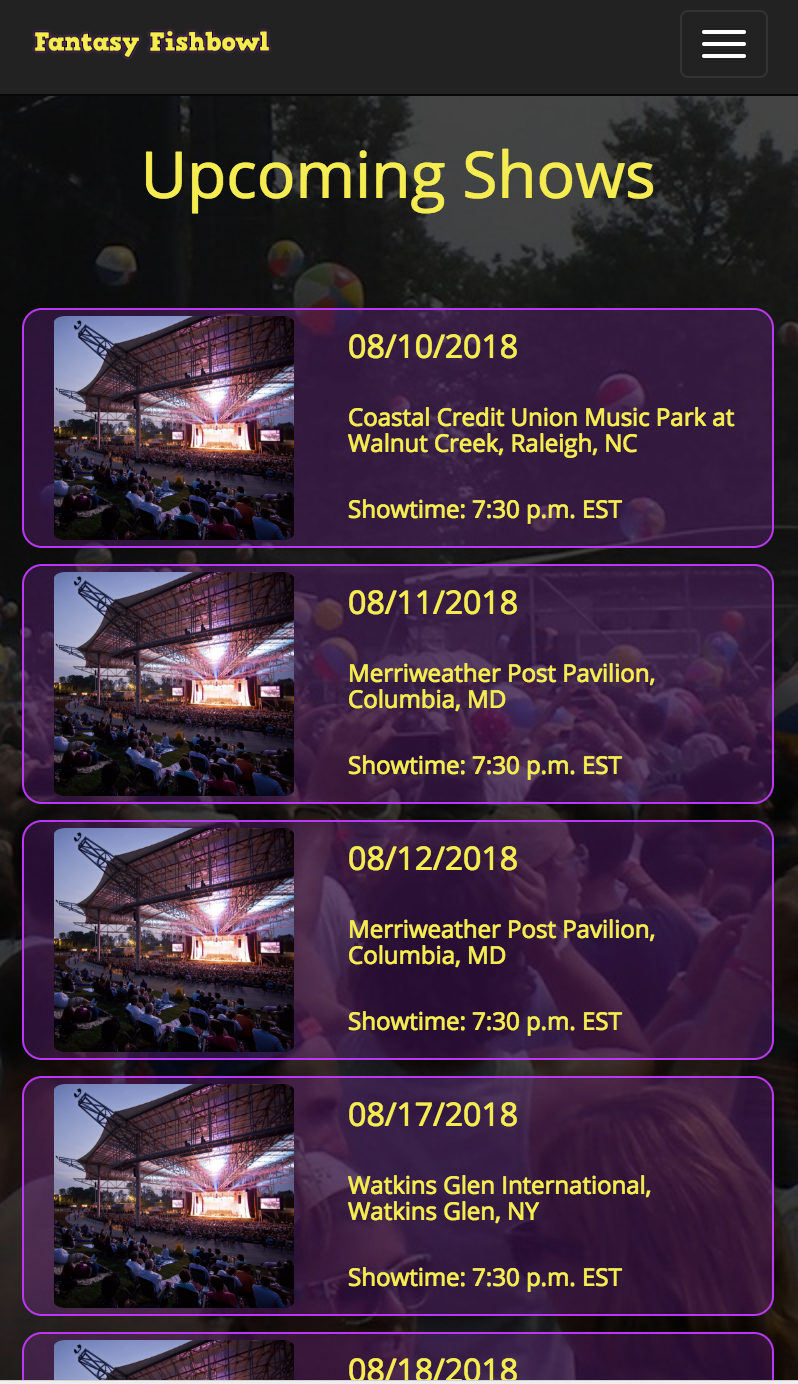 Fantasy Fishbowl
Upcoming Shows
08/10/2018
Coastal Credit Union Music Park at
Walnut Creek, Raleigh, NC
Showtime: 7:30 p.m. EST
08/11/2018
Merriweather Post Pavilion,
Columbia, MD
Showtime: 7:30 p.m. EST
08/12/2018
Merriweather Post Pavilion,
Columbia, MD
Showtime: 7:30 p.m. EST
08/17/2018
Watkins Glen International,
Watkins Glen, NY
Showtime: 7:30 p.m. EST
08/18/2018